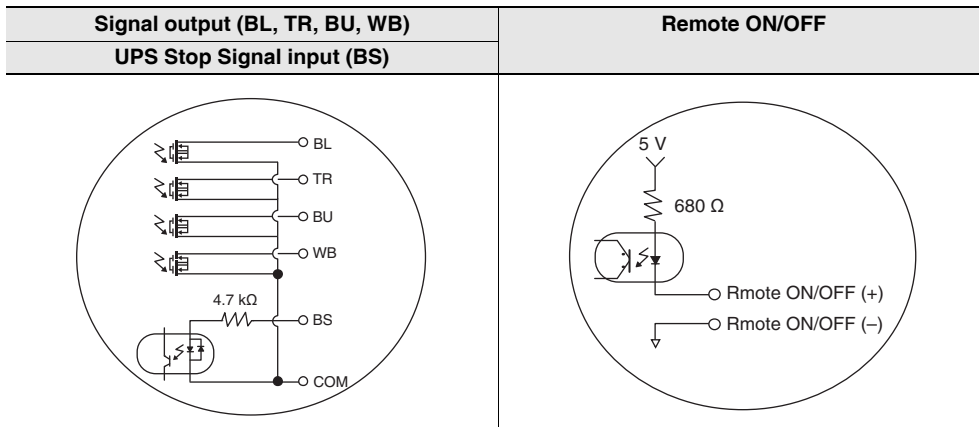 Signal output (BL, TR, BU, WB)
UPS Stop Signal input (BS)
Remote ON/OFF
BL
TR
BU
WB
4.7 kΩ
BS
COM
5 V
680 Ω
Rmote ON/OFF (+)
Rmote ON/OFF (–)